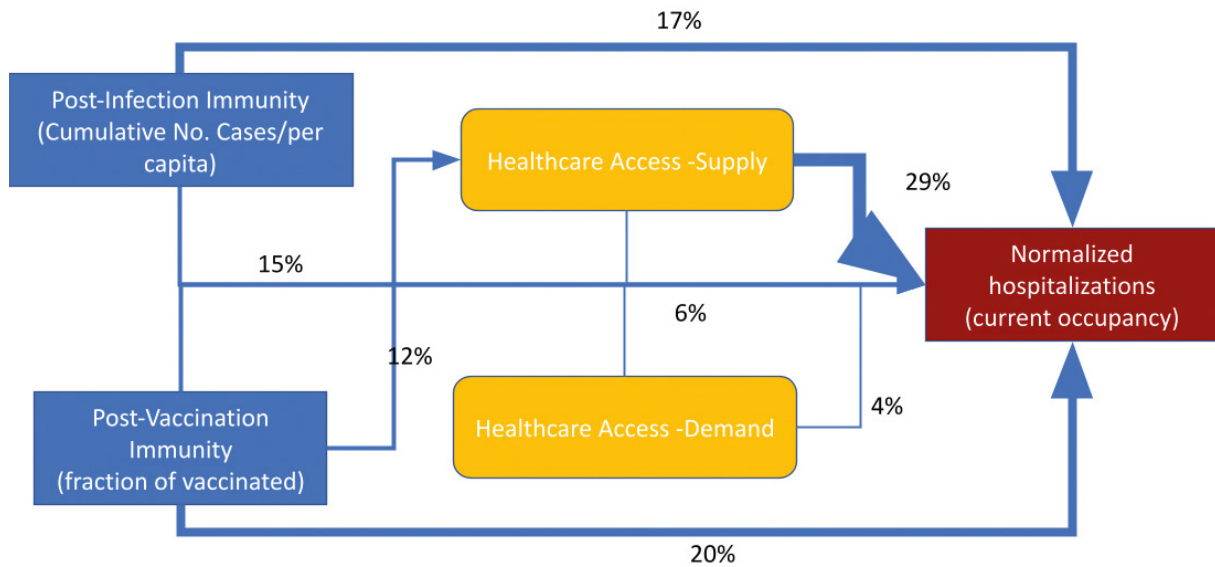 17%
Post-Infection Immunity
(Cumulative No. Cases/per
capita)
Healthcare Access -Supply
29%
Normalized
hospitalizations
(current occupancy)
15%
6%
12%
Post-Vaccination
Immunity
(fraction of vaccinated)
Healthcare Access -Demand
4%
20%